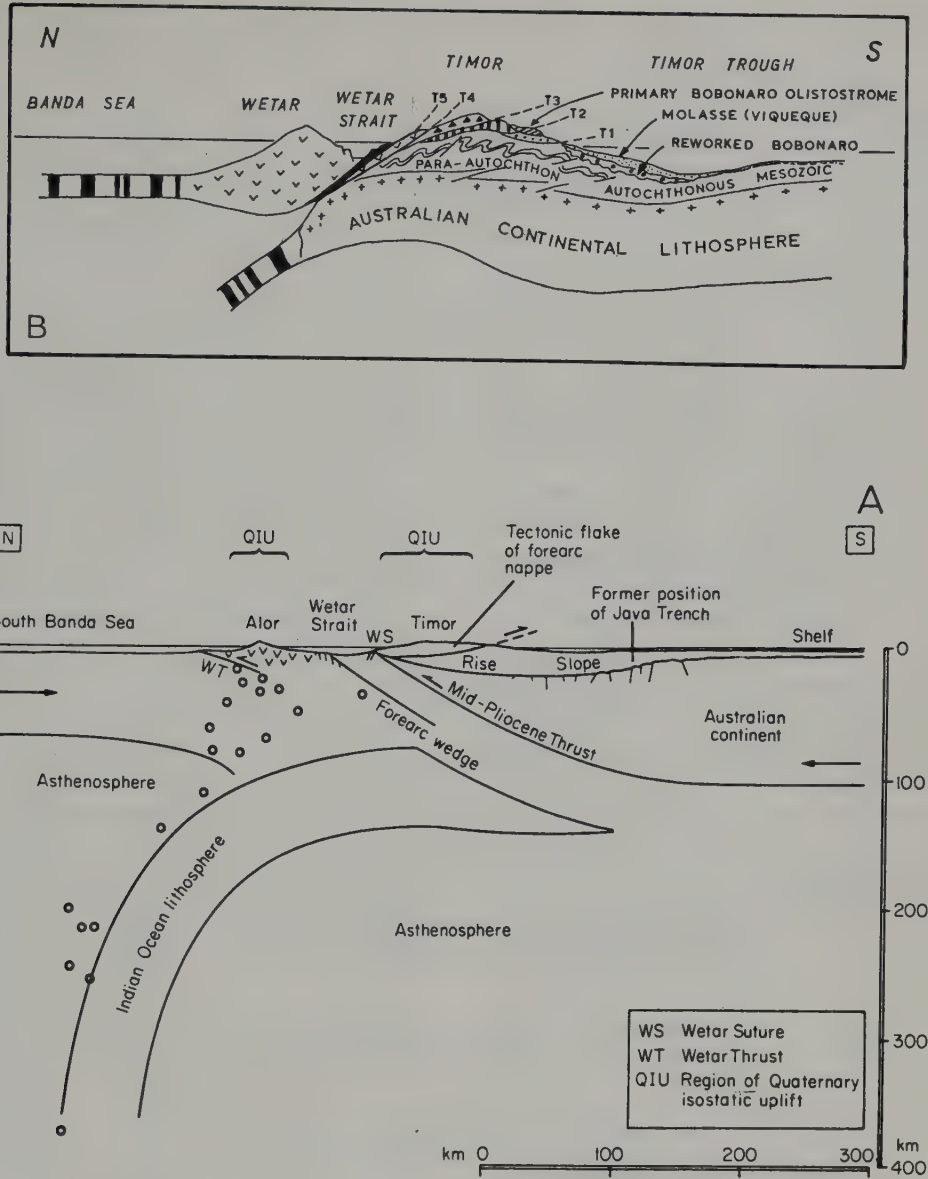 N
TIMOR
S
TIMOR TROUGH
BANDA SEA
WETAR
WETAR
STRAIT
T5
T4
T3
PRIMARY BOBONARO OLISTOSTROME
T2
MOLASSE (VIQUEQUE)
T1
REWORKED BOBONARO
PARA-AUTOCHTHON
AUTOCHTHONOUS MESOZOIC
AUSTRALIAN CONTINENTAL LITHOSPHERE
B
A
N
QIU
QIU
Tectonic flake
of forearc
nappe
S
Former position
of Java Trench
outh Banda Sea
Alor
Wetar
Strait
WS
Timor
Shelf
0
WT
Rise
Slope
Mid-Pliocene Thrust
Forearc wedge
Australian
continent
Asthenosphere
100
Indian Ocean lithosphere
200
Asthenosphere
300
WS Wetar Suture
WT Wetar Thrust
QIU Region of Quaternary
isostatic uplift
km 0 100 200 300
km
400